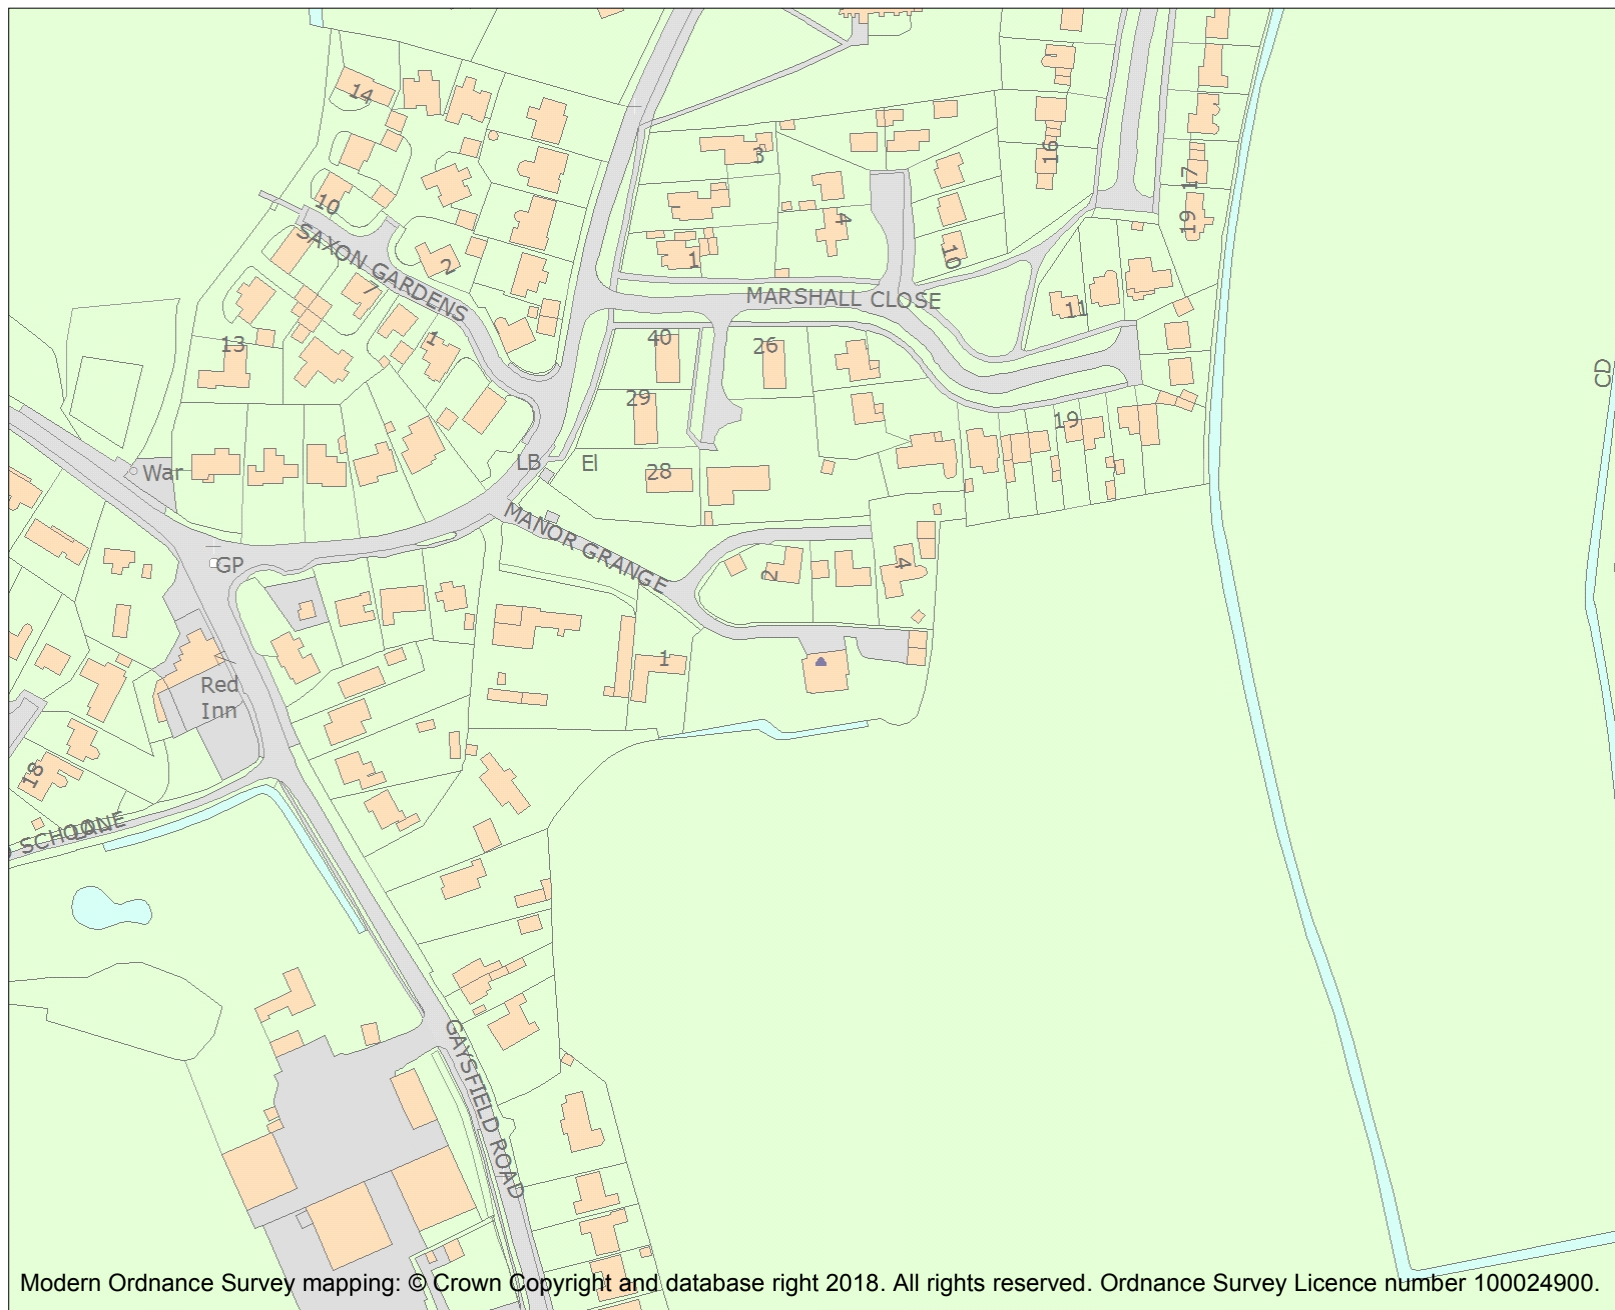 14
3
16
17
10
4
19
SAXON GARDENS
2
1
10
7
MARSHALL CLOSE
11
13
1
40
26
CD
29
19
War
LB
El
28
MANOR GRANGE
GP
2
4
1
Red
Inn
18
SCHOO
LANE
GAYSFIELD ROAD
Modern Ordnance Survey mapping: © Crown Copyright and database right 2018. All rights reserved. Ordnance Survey Licence number 100024900.